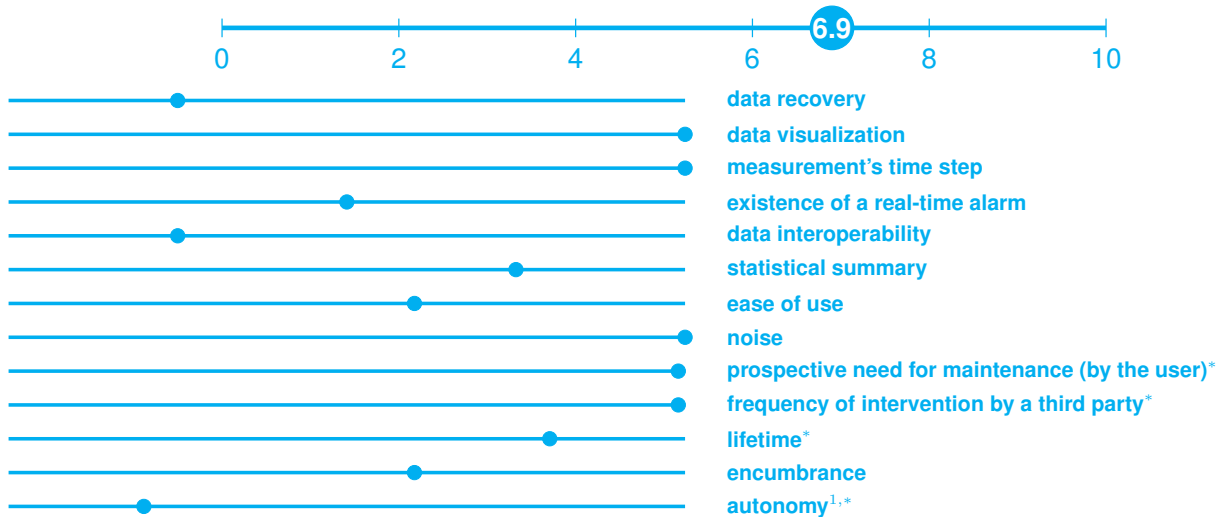 6.9
0 2 4 6 8 10
data recovery
data visualization
measurement's time step
existence of a real-time alarm
data interoperability
statistical summary
ease of use
noise
prospective need for maintenance (by the user)*
frequency of intervention by a third party*
lifetime*
encumbrance
autonomy1,*